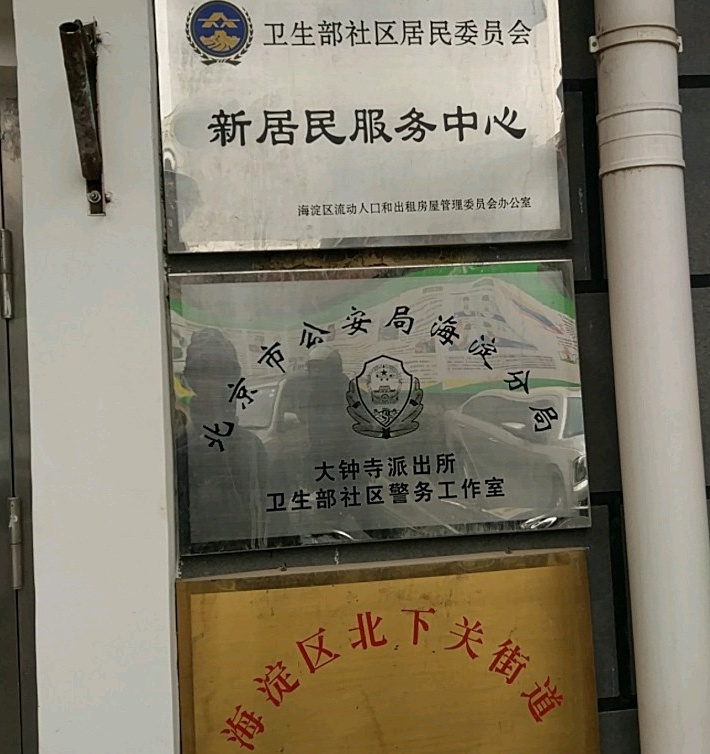 卫生部社区居民委员会
新居民服务中心
海淀区流动人口和出租房屋管理委员会办公室
北京市公安局海淀分局
大钟寺派出所
卫生部社区警务工作室
海淀区北下关街道